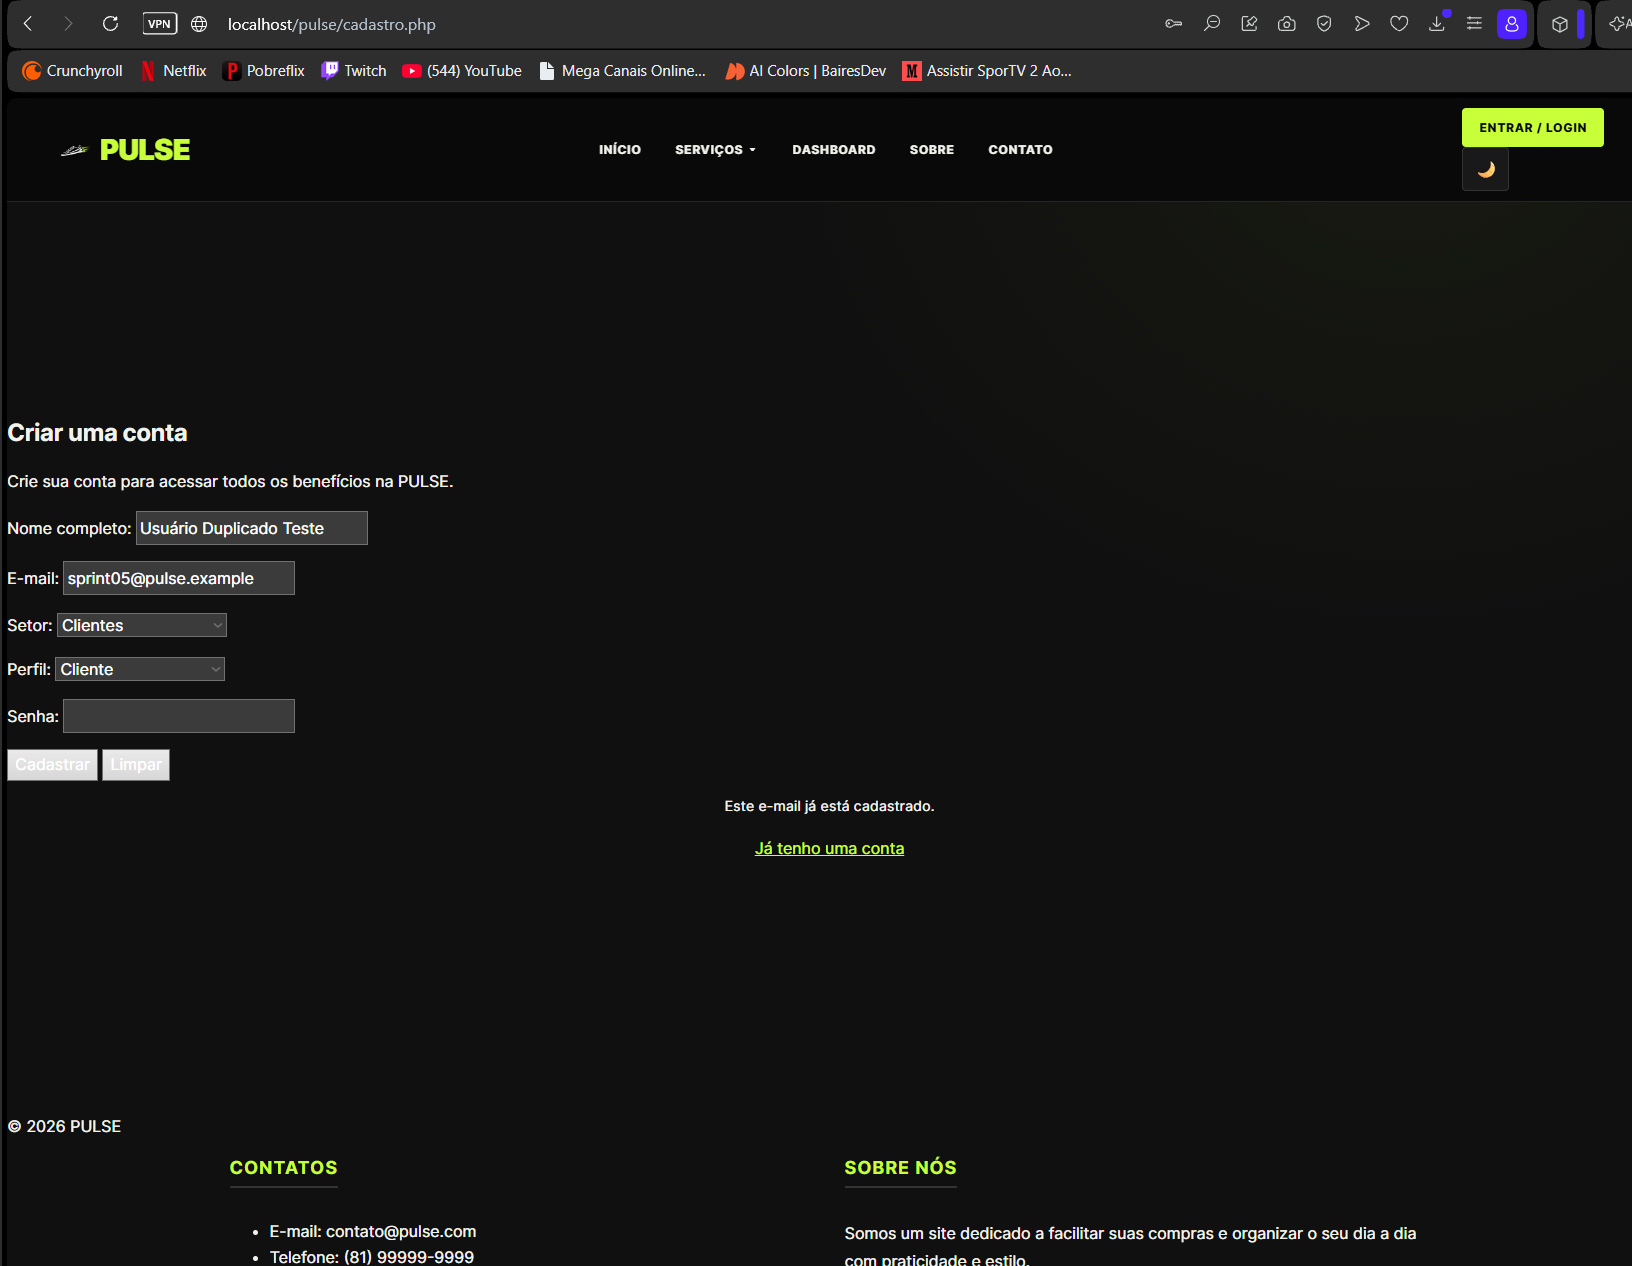 VPN localhost/pulse/cadastro.php
Crunchyroll Netflix Pobreflix Twitch (544) YouTube Mega Canais Online... AI Colors | BairesDev Assistir SporTV 2 Ao...
PULSE INÍCIO SERVIÇOS DASHBOARD SOBRE CONTATO ENTRAR / LOGIN
Criar uma conta
Crie sua conta para acessar todos os benefícios na PULSE.
Nome completo: Usuário Duplicado Teste
E-mail: sprint05@pulse.example
Setor: Clientes
Perfil: Cliente
Senha:
Cadastrar Limpar
Este e-mail já está cadastrado.
Já tenho uma conta
© 2026 PULSE
CONTATOS
• E-mail: contato@pulse.com
• Telefone: (81) 99999-9999
SOBRE NÓS
Somos um site dedicado a facilitar suas compras e organizar o seu dia a dia
com praticidade e estilo.